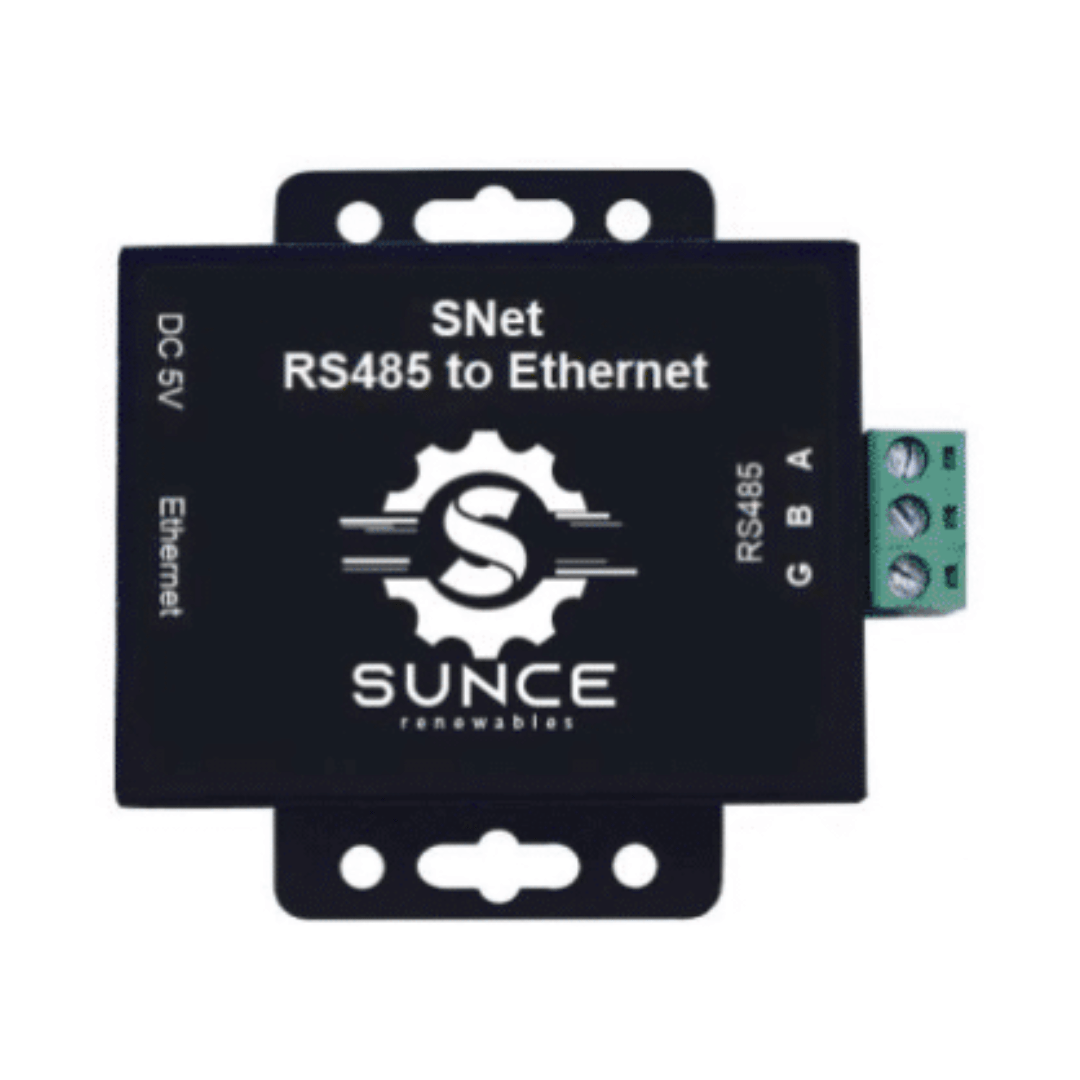 SNet
RS485 to Ethernet
DC 5V
Ethernet
RS485
A
B
G
S
SUNCE
renewables